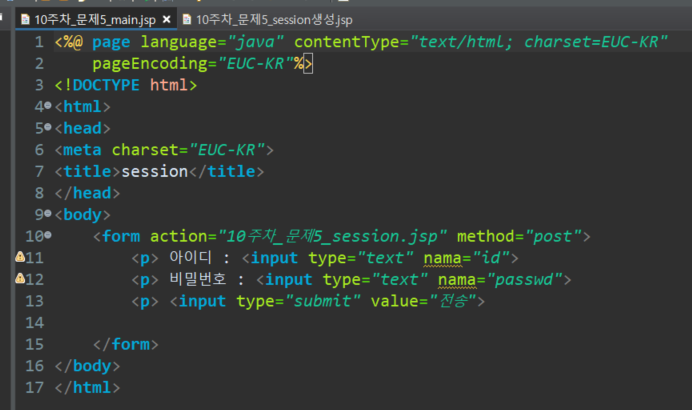 10주차_문제5_main.jsp 10주차_문제5_session생성.jsp
1 <%@ page language="java" contentType="text/html; charset=EUC-KR"
2 pageEncoding="EUC-KR"%>
3 <!DOCTYPE html>
4 <html>
5 <head>
6 <meta charset="EUC-KR">
7 <title>session</title>
8 </head>
9 <body>
10 <form action="10주차_문제5_session.jsp" method="post">
11 <p> 아이디 : <input type="text" nama="id">
12 <p> 비밀번호 : <input type="text" nama="passwd">
13 <p> <input type="submit" value="전송">
14
15 </form>
16 </body>
17 </html>